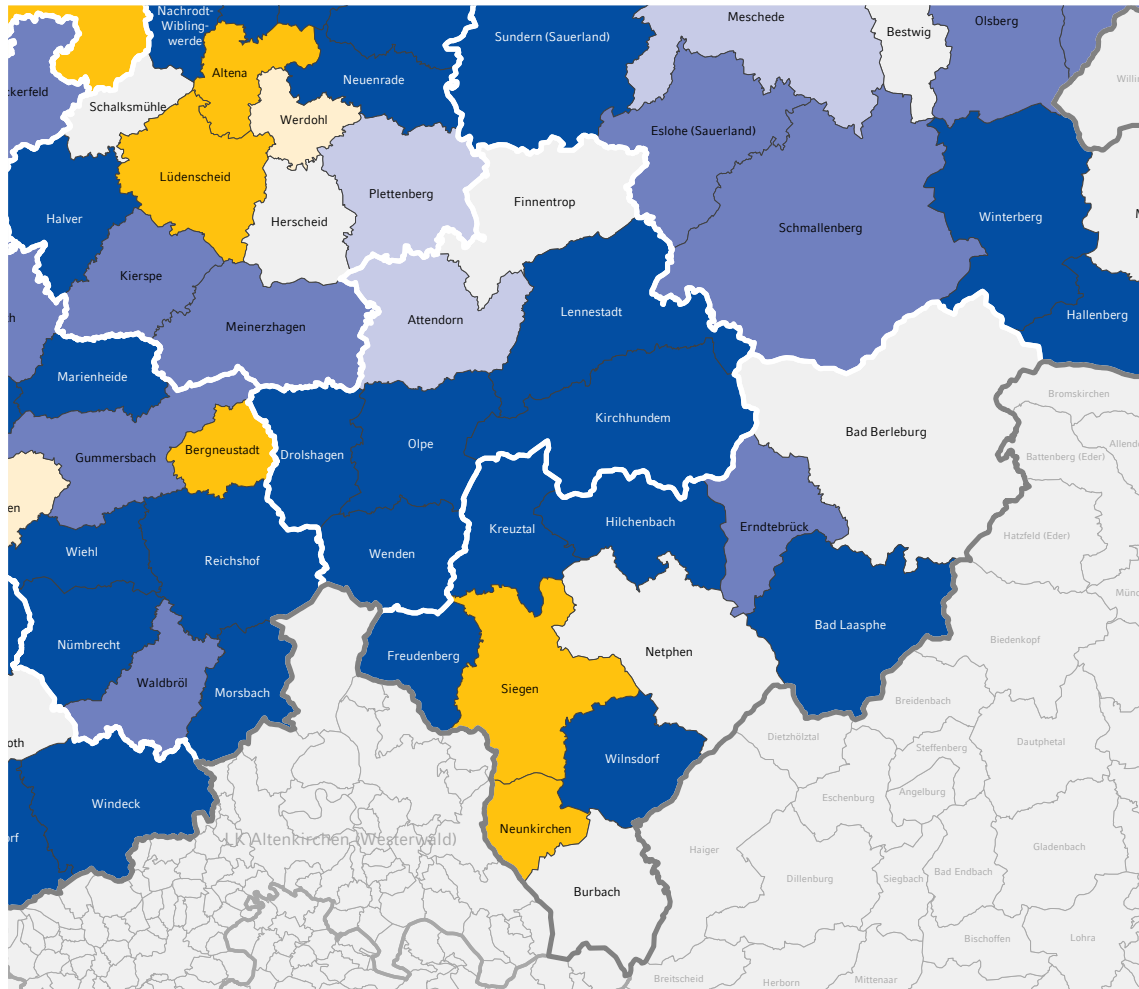 Nachrodt-
Wibling-
werde
Sundern (Sauerland)
Meschede
Bestwig
Olsberg
Altena
Neuenrade
ckerfeld
Schalksmühle
Werdohl
Eslohe (Sauerland)
Lüdenscheid
Plettenberg
Finnentrop
Halver
Herscheid
Schmallenberg
Winterberg
Kierspe
Lennestadt
Hallenberg
Attendorn
Meinerzhagen
Marienheide
Bromskirchen
Kirchhundem
Bad Berleburg
Gummersbach
Bergneustadt
Drolshagen
Olpe
Battenberg (Eder)
en
Wiehl
Reichshof
Wenden
Kreuztal
Hilchenbach
Erndtebrück
Hatzfeld (Eder)
Nümbrecht
Bad Laasphe
Biedenkopf
Freudenberg
Netphen
Waldbröl
Morsbach
Siegen
Breidenbach
oth
Dietzhölztal
Steffenberg
Dautphetal
Wilnsdorf
Eschenburg
Angelburg
Windeck
Neunkirchen
LK Altenkirchen (Westerwald)
Haiger
Gladenbach
Dillenburg
Siegbach
Bad Endbach
Burbach
Bischoffen
Lohra
Breitscheid
Herborn
Mittenaar